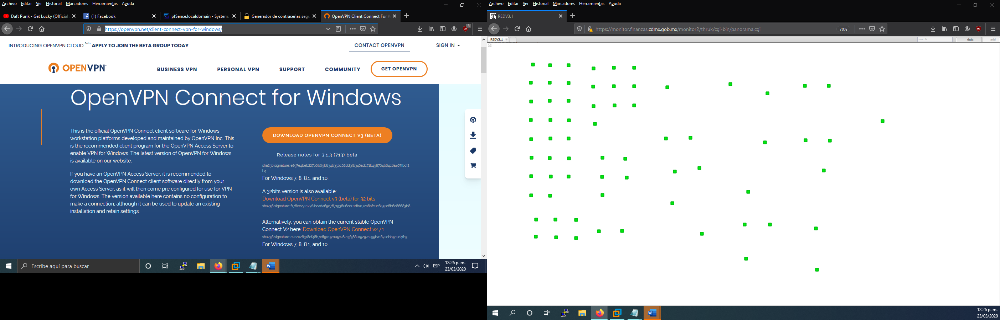 Archivo Editar Ver Historial Marcadores Herramientas Ayuda
Daft Punk - Get Lucky (Official
(1) Facebook
pfSense.localdomain - System:
Generador de contraseñas segu
OpenVPN Client Connect For W
https://openvpn.net/client-connect-vpn-for-windows/
3
INTRODUCING OPENVPN CLOUD Beta APPLY TO JOIN THE BETA GROUP TODAY
CONTACT OPENVPN
SIGN IN
OPENVPN
BUSINESS VPN
PERSONAL VPN
SUPPORT
COMMUNITY
GET OPENVPN
OpenVPN Connect for Windows
This is the official OpenVPN Connect client software for Windows
workstation platforms developed and maintained by OpenVPN Inc. This
is the recommended client program for the OpenVPN Access Server to
enable VPN for Windows. The latest version of OpenVPN for Windows
is available on our website.
If you have an OpenVPN Access Server, it is recommended to
download the OpenVPN Connect client software directly from your
own Access Server, as it will then come pre configured for use for VPN
for Windows. The version available here contains no configuration to
make a connection, although it can be used to update an existing
installation and retain settings.
DOWNLOAD OPENVPN CONNECT V3 (BETA)
Release notes for 3.1.3 (713) beta
sha256 signature: e297e4beb227b0b09b834b35bc02dd9fb340adc71b498704b64c6a407fbcf2
b4
For Windows 7, 8, 8.1, and 10.
A 32bits version is also available:
Download OpenVPN Connect v3 (beta) for 32 bits
sha256 signature: f176ec272127f2bcada65e767193606cd01dba172a8afc0c6452c6b6c86683b8
Alternatively, you can obtain the current stable OpenVPN
Connect V2 here: Download OpenVPN Connect v2.7.1
sha256 signature: e222026318cf48b7eff9019e1a5c28213f386015292a295ba1672dbb5e2d4fb3
For Windows 7, 8, 8.1, and 10.
Escribe aquí para buscar
ESP
12:26 p. m.
23/03/2020
Archivo Editar Ver Historial Marcadores Herramientas Ayuda
REDV3.1
https://monitor.finanzas.cdmx.gob.mx/monitor2/thruk/cgi-bin/panorama.cgi
70%
REDV3.1
search
dgtc
add
12:26 p. m.
23/03/2020